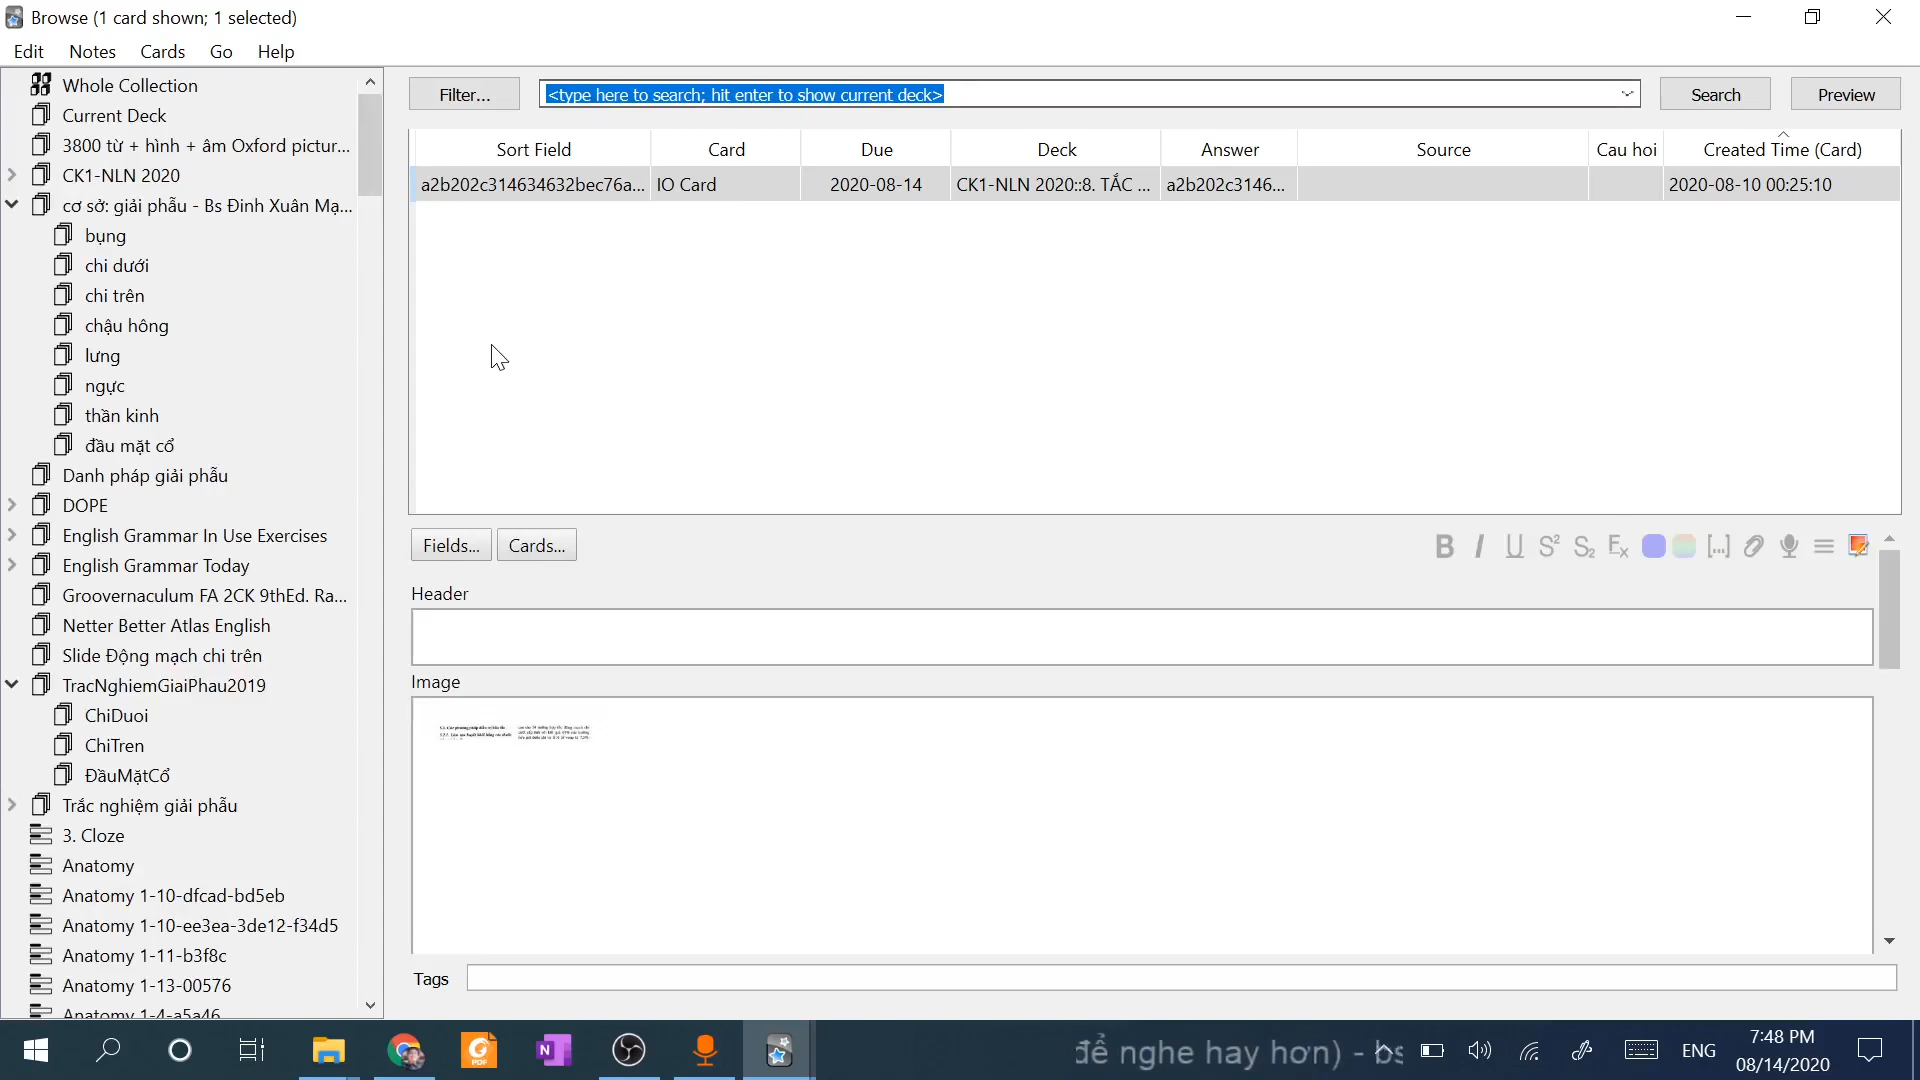 Browse (1 card shown; 1 selected)
Edit Notes Cards Go Help
Whole Collection
Current Deck
3800 từ + hình + âm Oxford pictur...
CK1-NLN 2020
cơ sở: giải phẫu - Bs Đinh Xuân Mạ...
bụng
chi dưới
chi trên
chậu hông
lưng
ngực
thần kinh
đầu mặt cổ
Danh pháp giải phẫu
DOPE
English Grammar In Use Exercises
English Grammar Today
Groovernaculum FA 2CK 9thEd. Ra...
Netter Better Atlas English
Slide Động mạch chi trên
TracNghiemGiaiPhau2019
ChiDuoi
ChiTren
ĐầuMặtCổ
Trắc nghiệm giải phẫu
3. Cloze
Anatomy
Anatomy 1-10-dfcad-bd5eb
Anatomy 1-10-ee3ea-3de12-f34d5
Anatomy 1-11-b3f8c
Anatomy 1-13-00576
Anatomy 1-4-a5a46
Filter... <type here to search; hit enter to show current deck> Search Preview
Sort Field Card Due Deck Answer Source Cau hoi Created Time (Card)
a2b202c314634632bec76a... IO Card 2020-08-14 CK1-NLN 2020::8. TẮC ... a2b202c3146... 2020-08-10 00:25:10
Fields... Cards...
Header
Image
Tags
để nghe hay hơn) - bs
ENG
7:48 PM
08/14/2020